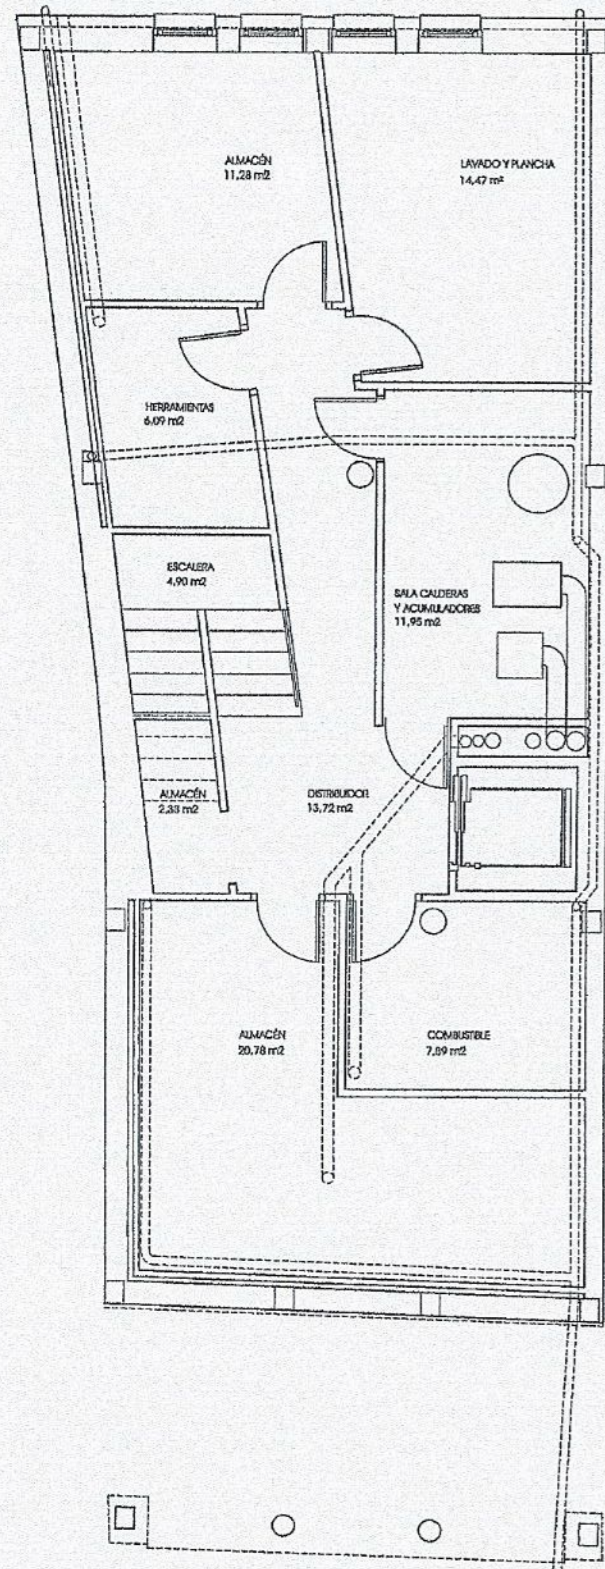 ALMACÉN
11,28 m2
LAVADO Y PLANCHA
14,47 m²
HERRAMIENTAS
6,09 m2
ESCALERA
4,90 m2
SALA CALDERAS
Y ACUMULADORES
11,95 m2
ALMACÉN
2,33 m2
DISTRIBUIDOR
13,72 m2
ALMACÉN
20,78 m2
COMBUSTIBLE
7,89 m2